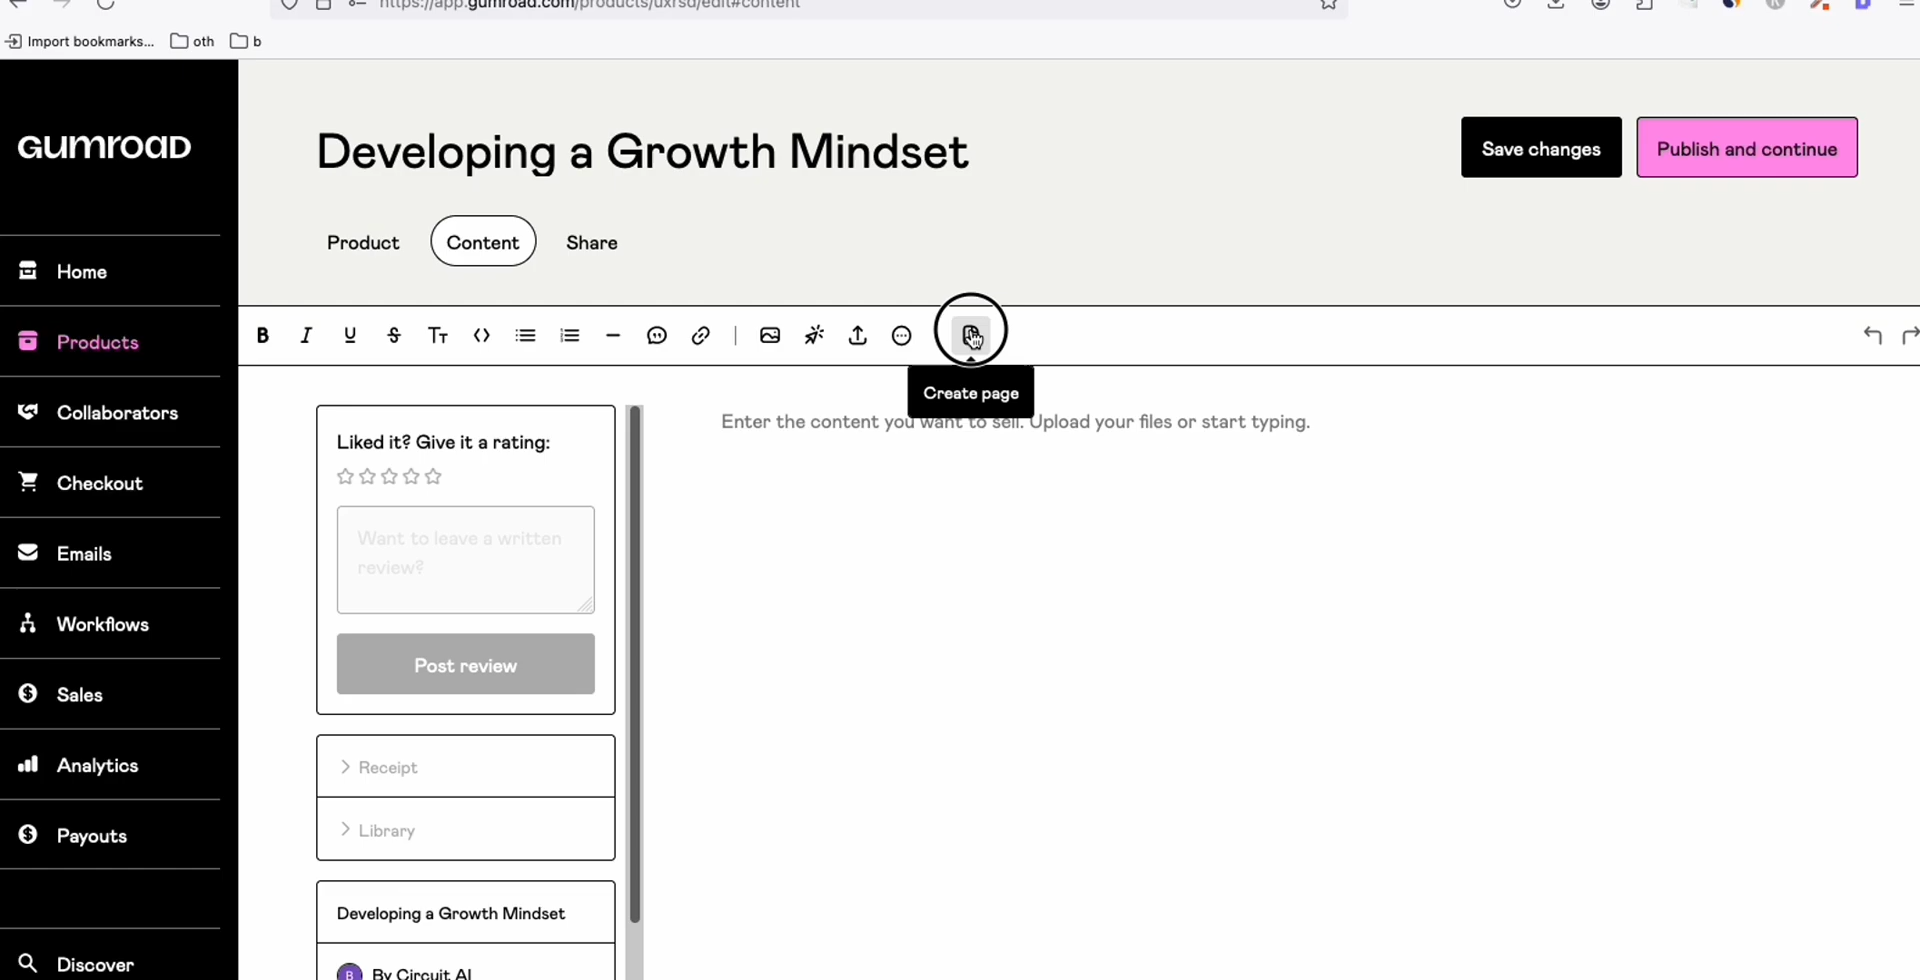 https://app.gumroad.com/products/uxrsd/edit#content
Import bookmarks...
oth
b
GUMROAD
Developing a Growth Mindset
Save changes
Publish and continue
Product
Content
Share
Home
Products
Collaborators
Checkout
Emails
Workflows
Sales
Analytics
Payouts
Discover
B I U S Tr
Create page
Enter the content you want to sell. Upload your files or start typing.
Liked it? Give it a rating:
Want to leave a written
review?
Post review
Receipt
Library
Developing a Growth Mindset
B By Circuit AI